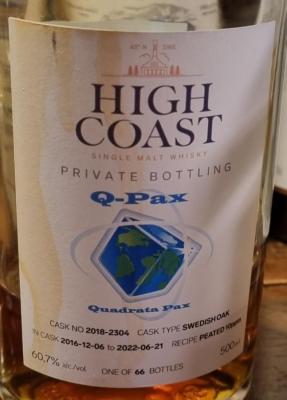 63° N SWE
HIGH
COAST
SINGLE MALT WHISKY
PRIVATE BOTTLING
Q-Pax
Quadrata Pax
CASK NO 2018-2304 CASK TYPE SWEDISH OAK
IN CASK 2016-12-06 to 2022-06-21 RECIPE PEATED 10ppm
60,7% alc/vol 500ml
ONE OF 66 BOTTLES